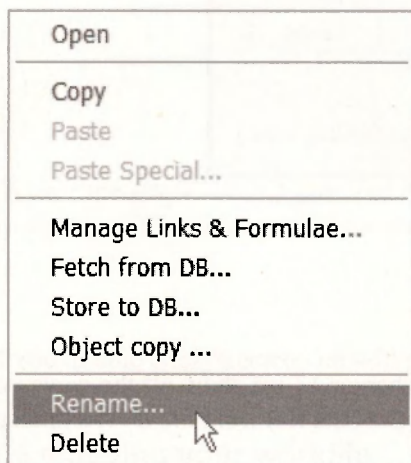 Open
Copy
Paste
Paste Special...
Manage Links & Formulae...
Fetch from DB...
Store to DB...
Object copy ...
Rename...
Delete